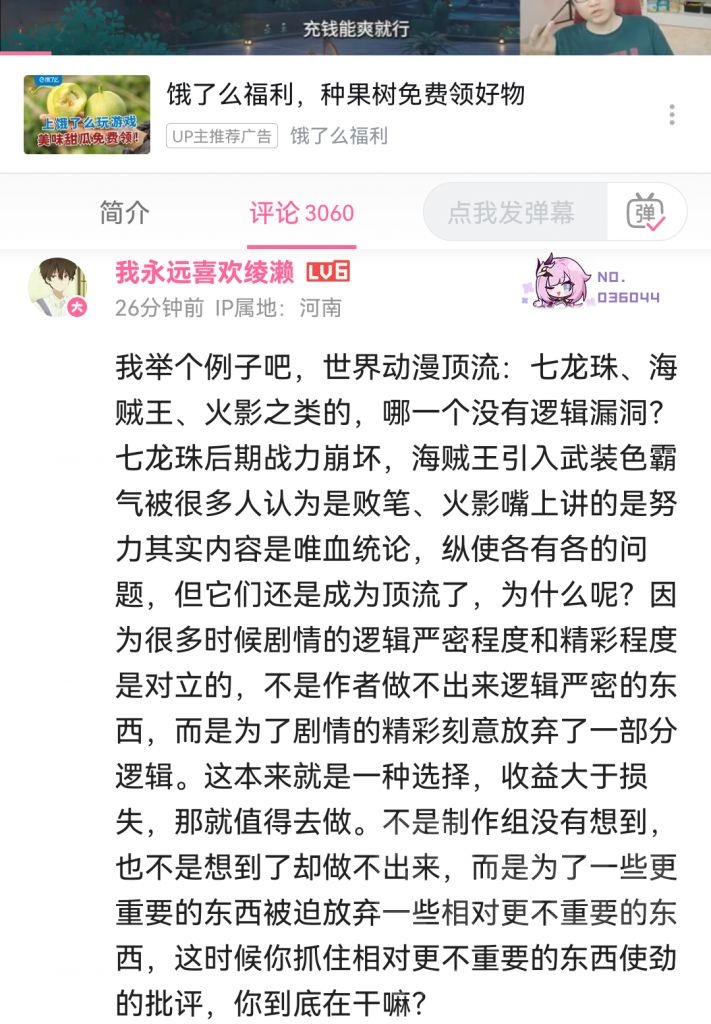 充钱能爽就行
饿了么
上饿了么玩游戏
美味甜瓜免费领!
饿了么福利，种果树免费领好物
UP主推荐广告 饿了么福利
简介 评论 3060 点我发弹幕 弹
我永远喜欢绫濑 LV6
大
26分钟前 IP属地：河南
NO.
036044
我举个例子吧，世界动漫顶流：七龙珠、海
贼王、火影之类的，哪一个没有逻辑漏洞？
七龙珠后期战力崩坏，海贼王引入武装色霸
气被很多人认为是败笔、火影嘴上讲的是努
力其实内容是唯血统论，纵使各有各的问
题，但它们还是成为顶流了，为什么呢？因
为很多时候剧情的逻辑严密程度和精彩程度
是对立的，不是作者做不出来逻辑严密的东
西，而是为了剧情的精彩刻意放弃了一部分
逻辑。这本来就是一种选择，收益大于损
失，那就值得去做。不是制作组没有想到，
也不是想到了却做不出来，而是为了一些更
重要的东西被迫放弃一些相对更不重要的东
西，这时候你抓住相对更不重要的东西使劲
的批评，你到底在干嘛？